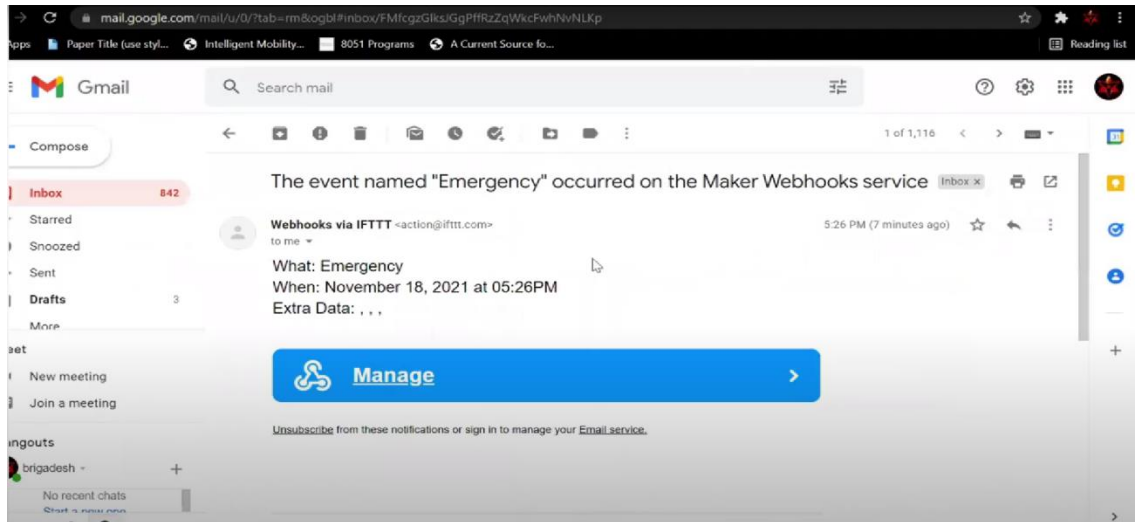 mail.google.com/mail/u/0/?tab=rm&ogbl#inbox/FMfcgzGlksJGgPffRzZqWkcFwhNvNLKp
Apps Paper Title (use styl... Intelligent Mobility... 8051 Programs A Current Source fo... Reading list
Gmail
Search mail
Compose
1 of 1,116
Inbox 842
Starred
Snoozed
Sent
Drafts 3
More
eet
New meeting
Join a meeting
ngouts
brigadesh
No recent chats
Start a new one
The event named "Emergency" occurred on the Maker Webhooks service Inbox x
Webhooks via IFTTT <action@ifttt.com> 5:26 PM (7 minutes ago)
to me
What: Emergency
When: November 18, 2021 at 05:26PM
Extra Data: , , ,
Manage
Unsubscribe from these notifications or sign in to manage your Email service.